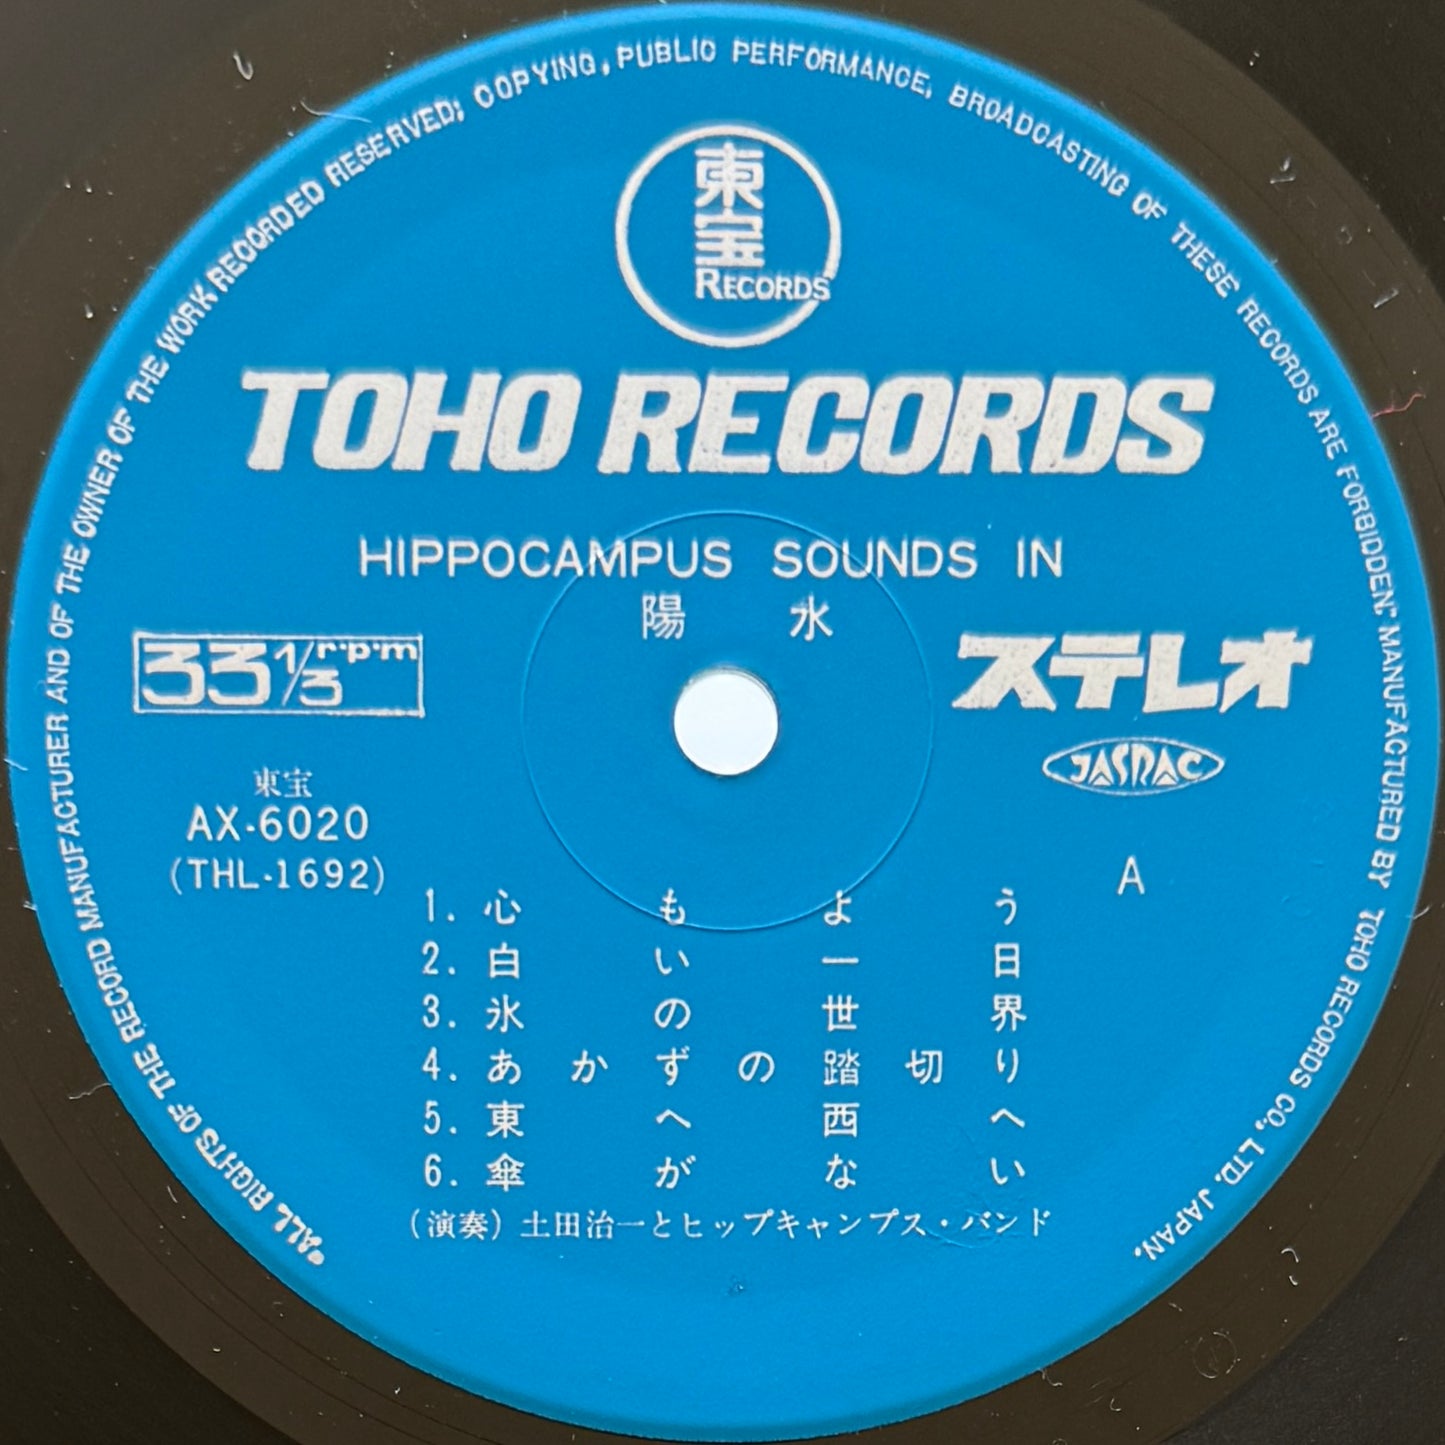 *ALL RIGHTS OF THE RECORD MANUFACTURER AND OF THE OWNER OF THE WORK RECORDED RESERVED; COPYING, PUBLIC PERFORMANCE, BROADCASTING OF THESE RECORDS ARE FORBIDDEN," MANUFACTURED BY TOHO RECORDS CO., LTD. JAPAN.
東宝
RECORDS
TOHO RECORDS
HIPPOCAMPUS SOUNDS IN
陽水
33 1/3 r・p・m
ステレオ
JASRAC
東宝
AX-6020
(THL-1692)
A
1. 心もよう
2. 白い一日
3. 氷の世界
4. あかずの踏切り
5. 東へ西へ
6. 傘がない
(演奏) 土田治一とヒップキャンプス・バンド